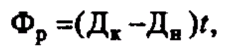 Фр =(Дк –Дн)t,